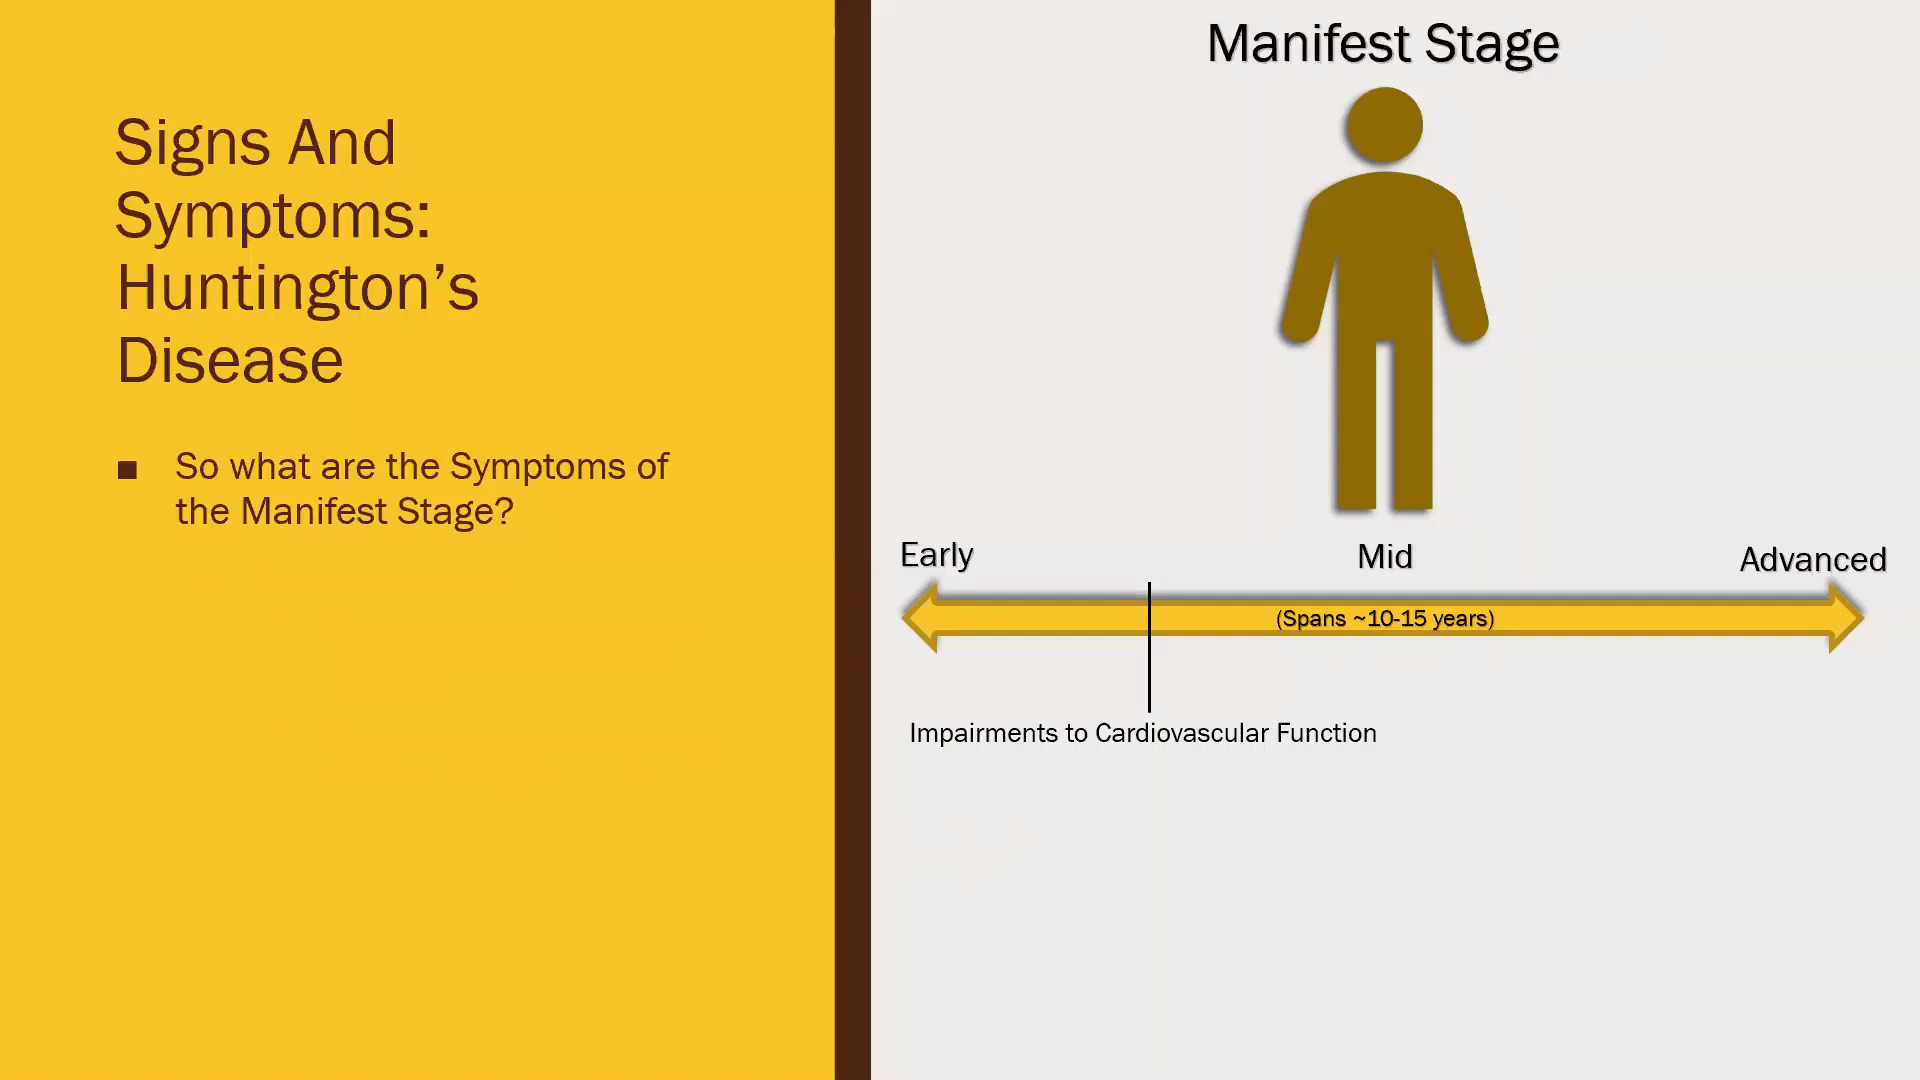 Signs And
Symptoms:
Huntington’s
Disease
■ So what are the Symptoms of
the Manifest Stage?
Manifest Stage
Early
Mid
Advanced
(Spans ~10-15 years)
Impairments to Cardiovascular Function